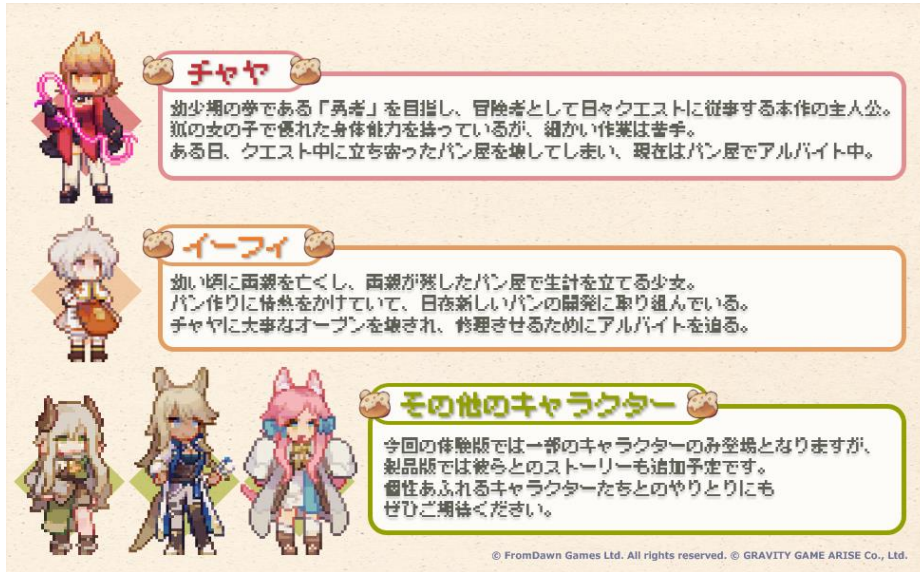 チャヤ
幼少期の夢である「勇者」を目指し、冒険者として日々クエストに従事する本作の主人公。
狐の女の子で優れた身体能力を持っているが、細かい作業は苦手。
ある日、クエスト中に立ち寄ったパン屋を壊してしまい、現在はパン屋でアルバイト中。
イーフィ
幼い頃に両親を亡くし、両親が残したパン屋で生計を立てる少女。
パン作りに情熱をかけていて、日夜新しいパンの開発に取り組んでいる。
チャヤに大事なオーブンを壊され、修理させるためにアルバイトを迫る。
その他のキャラクター
今回の体験版では一部のキャラクターのみ登場となりますが、
製品版では彼らとのストーリーも追加予定です。
個性あふれるキャラクターたちとのやりとりにも
ぜひご期待ください。
© FromDawn Games Ltd. All rights reserved. © GRAVITY GAME ARISE Co., Ltd.